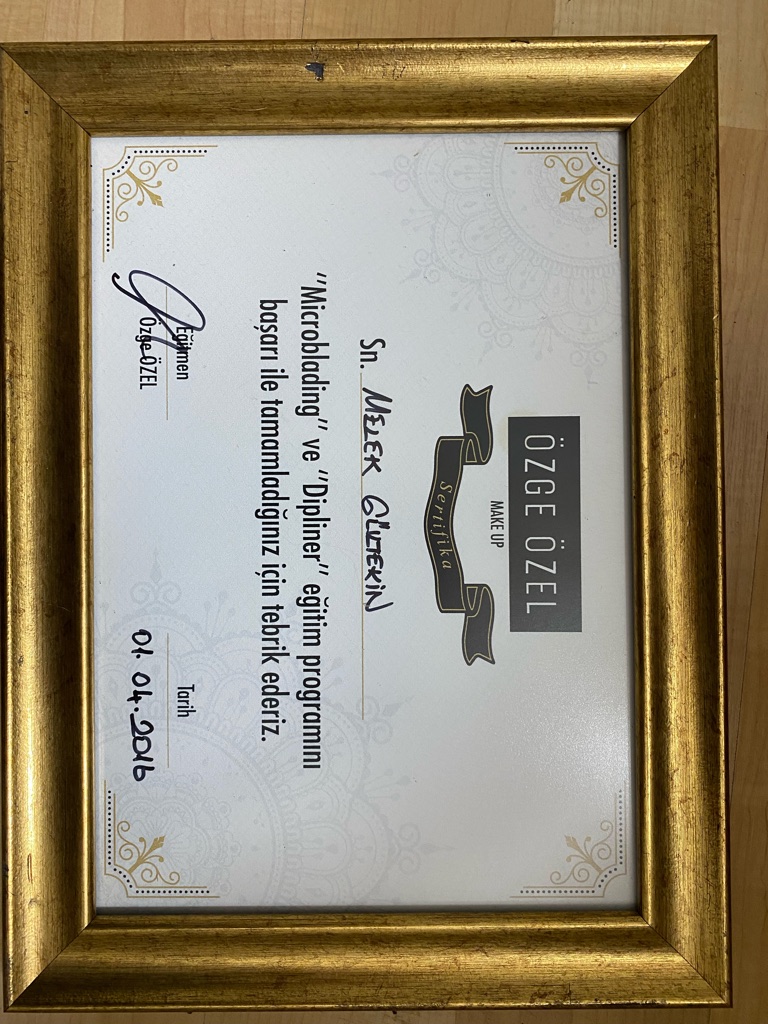 ÖZGE ÖZEL
MAKE UP
Sertifika
Sn. MELEK GÜLTEKİN
"Microblading" ve "Dipliner" eğitim programını
başarı ile tamamladığınız için tebrik ederiz.
Eğitmen
Özge ÖZEL
Tarih
01.04.2016